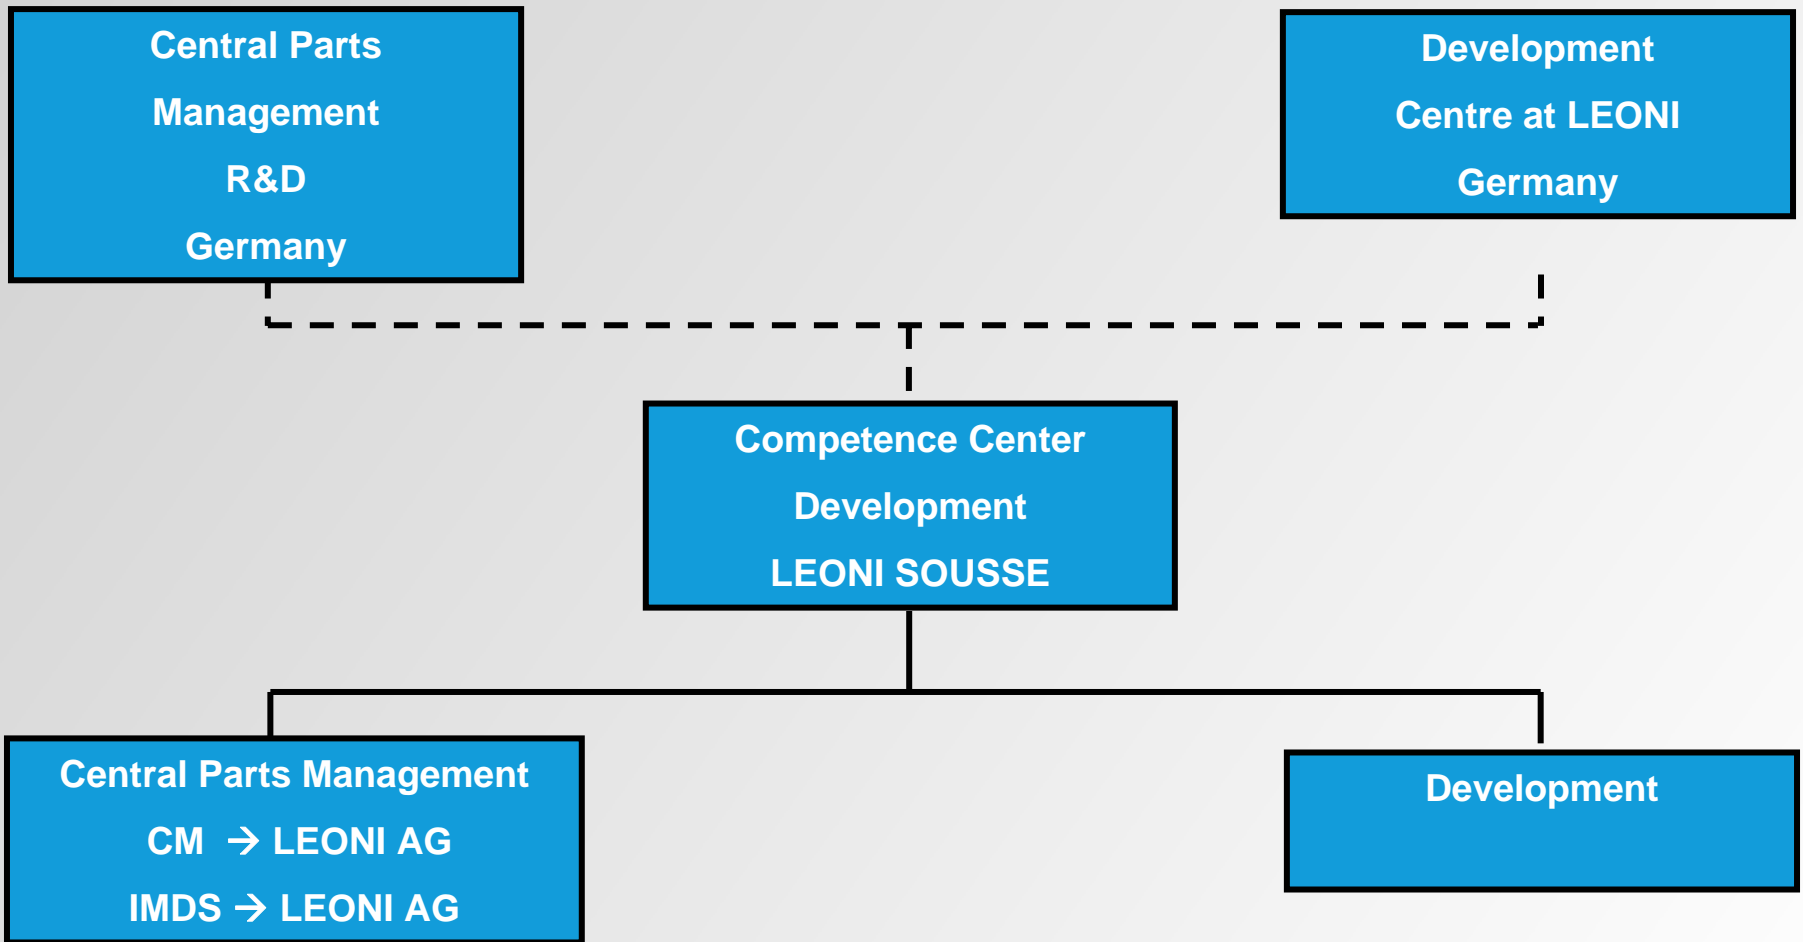 Central Parts
Management
R&D
Germany
Development
Centre at LEONI
Germany
Competence Center
Development
LEONI SOUSSE
Central Parts Management
CM → LEONI AG
IMDS → LEONI AG
Development